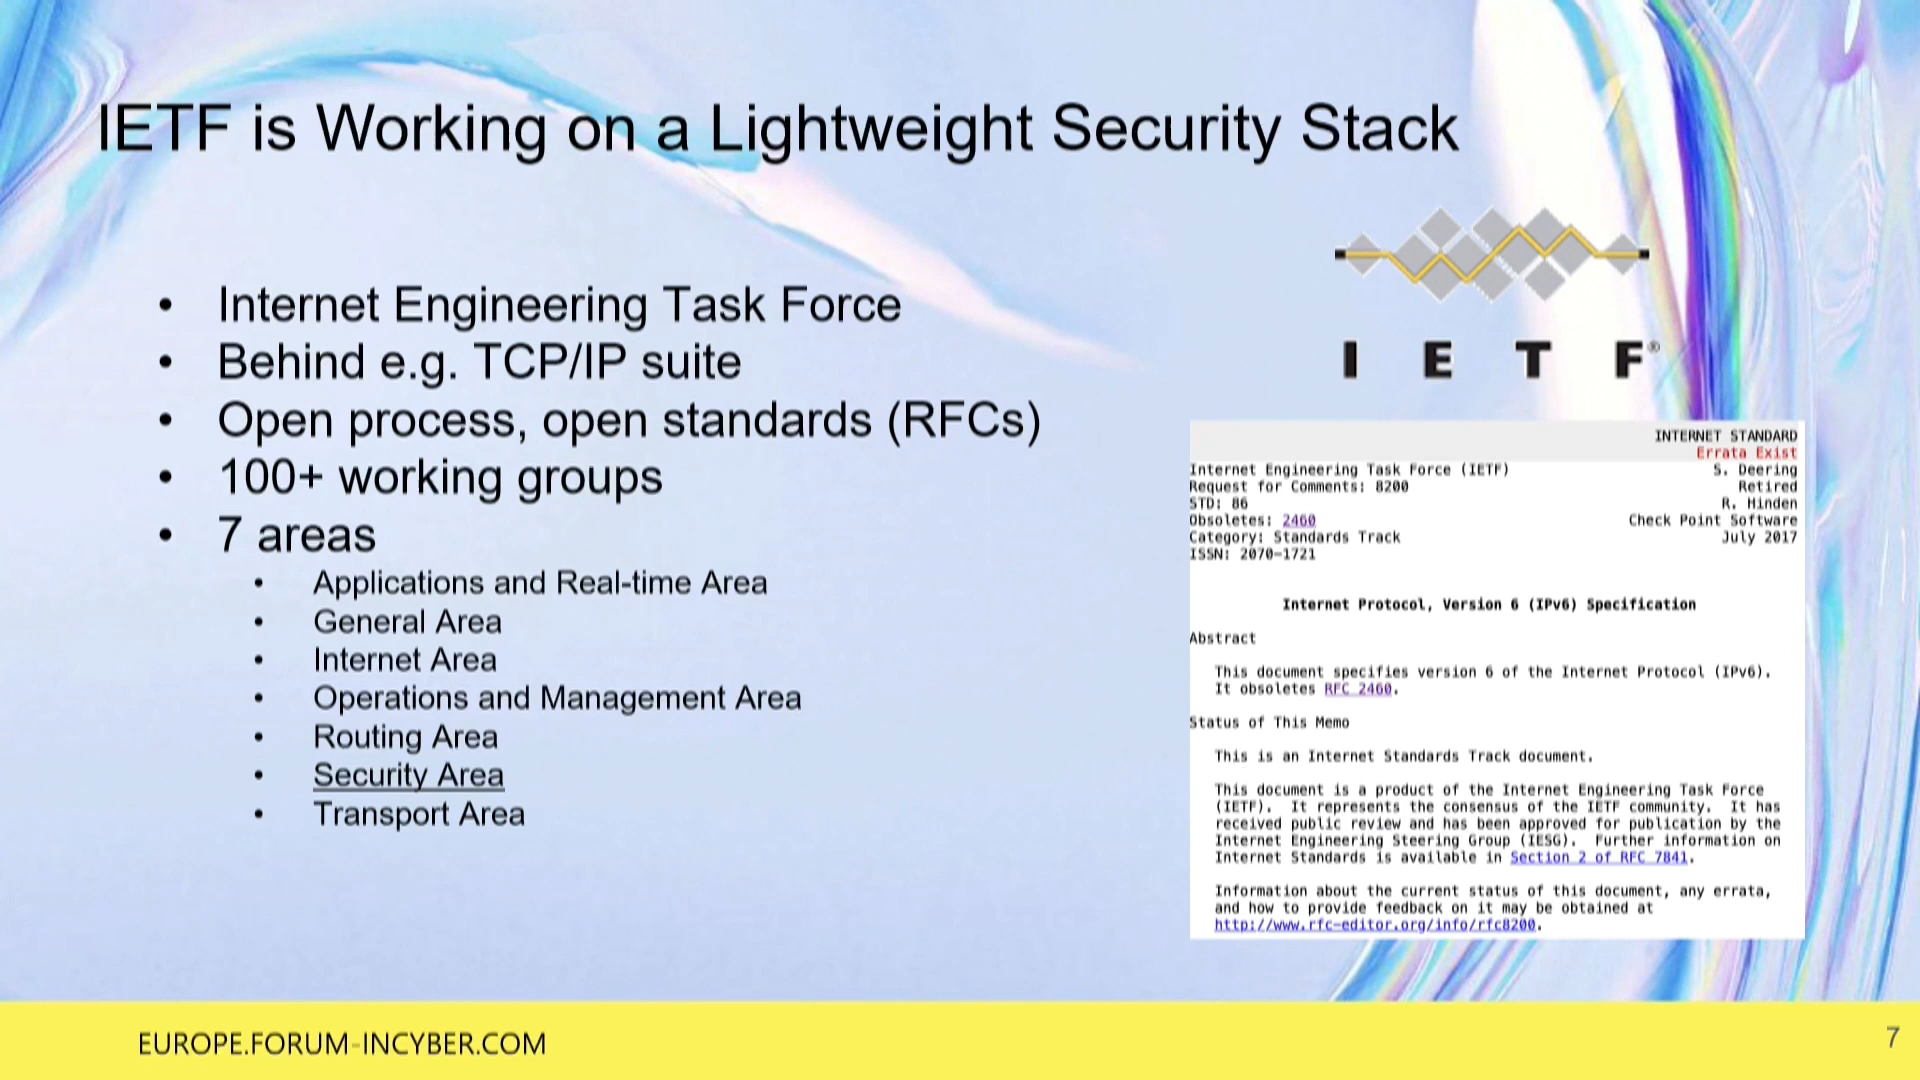 IETF is Working on a Lightweight Security Stack
• Internet Engineering Task Force
• Behind e.g. TCP/IP suite
• Open process, open standards (RFCs)
• 100+ working groups
• 7 areas
• Applications and Real-time Area
• General Area
• Internet Area
• Operations and Management Area
• Routing Area
• Security Area
• Transport Area
I E T F®
INTERNET STANDARD
Errata Exist
Internet Engineering Task Force (IETF) S. Deering
Request for Comments: 8200 Retired
STD: 86 R. Hinden
Obsoletes: 2460 Check Point Software
Category: Standards Track July 2017
ISSN: 2070-1721
Internet Protocol, Version 6 (IPv6) Specification
Abstract
This document specifies version 6 of the Internet Protocol (IPv6).
It obsoletes RFC 2460.
Status of This Memo
This is an Internet Standards Track document.
This document is a product of the Internet Engineering Task Force
(IETF). It represents the consensus of the IETF community. It has
received public review and has been approved for publication by the
Internet Engineering Steering Group (IESG). Further information on
Internet Standards is available in Section 2 of RFC 7841.
Information about the current status of this document, any errata,
and how to provide feedback on it may be obtained at
http://www.rfc-editor.org/info/rfc8200.
EUROPE.FORUM-INCYBER.COM
7